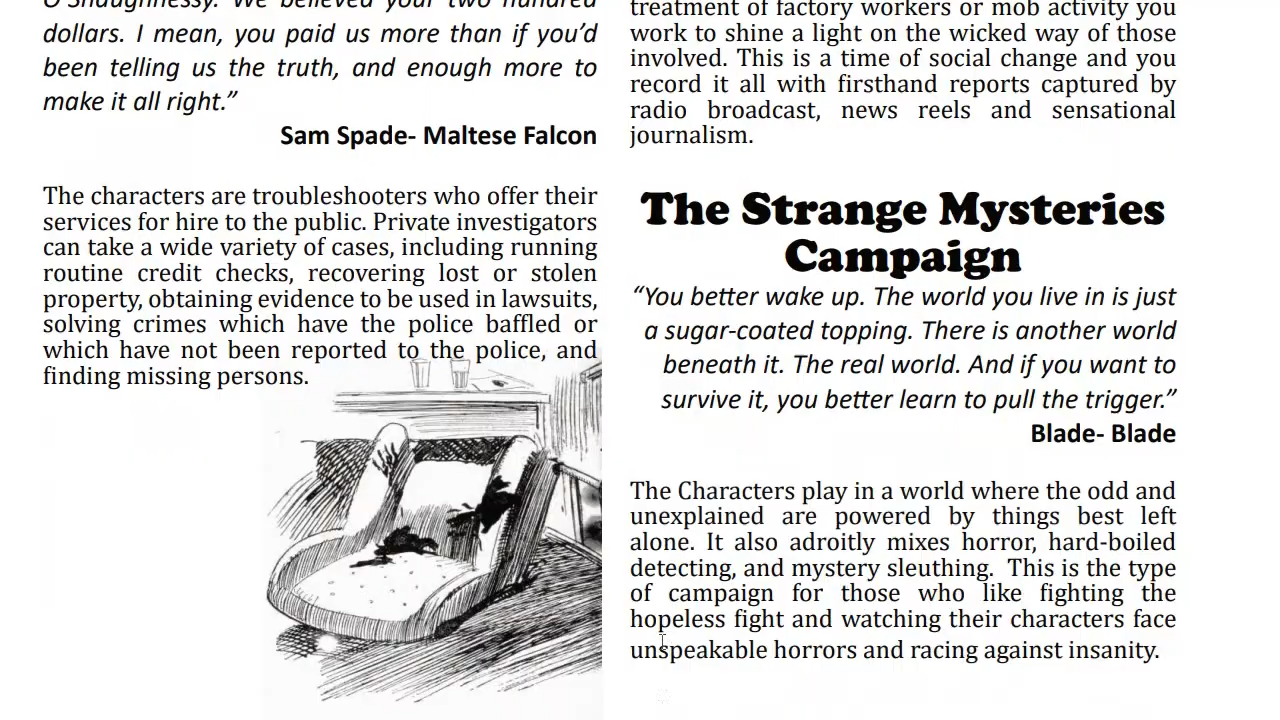 O'Shaughnessy. We believed your two hundred
dollars. I mean, you paid us more than if you'd
been telling us the truth, and enough more to
make it all right.”
Sam Spade- Maltese Falcon
The characters are troubleshooters who offer their
services for hire to the public. Private investigators
can take a wide variety of cases, including running
routine credit checks, recovering lost or stolen
property, obtaining evidence to be used in lawsuits,
solving crimes which have the police baffled or
which have not been reported to the police, and
finding missing persons.
treatment of factory workers or mob activity you
work to shine a light on the wicked way of those
involved. This is a time of social change and you
record it all with firsthand reports captured by
radio broadcast, news reels and sensational
journalism.
The Strange Mysteries
Campaign
“You better wake up. The world you live in is just
a sugar-coated topping. There is another world
beneath it. The real world. And if you want to
survive it, you better learn to pull the trigger.”
Blade- Blade
The Characters play in a world where the odd and
unexplained are powered by things best left
alone. It also adroitly mixes horror, hard-boiled
detecting, and mystery sleuthing. This is the type
of campaign for those who like fighting the
hopeless fight and watching their characters face
unspeakable horrors and racing against insanity.